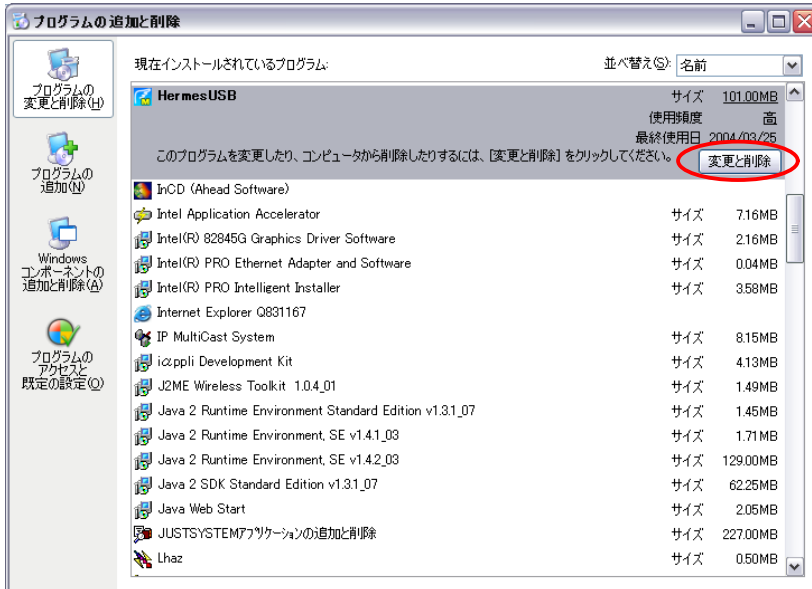 プログラムの追加と削除
プログラムの
変更と削除(H)
プログラムの
追加(N)
Windows
コンポーネントの
追加と削除(A)
プログラムの
アクセスと
既定の設定(O)
現在インストールされているプログラム:
並べ替え(S): 名前
HermesUSB サイズ 101.00MB
使用頻度 高
最終使用日 2004/03/25
このプログラムを変更したり、コンピュータから削除したりするには、[変更と削除] をクリックしてください。 変更と削除
InCD (Ahead Software)
Intel Application Accelerator サイズ 7.16MB
Intel(R) 82845G Graphics Driver Software サイズ 2.16MB
Intel(R) PRO Ethernet Adapter and Software サイズ 0.04MB
Intel(R) PRO Intelligent Installer サイズ 3.58MB
Internet Explorer Q831167
IP MultiCast System サイズ 8.15MB
iαppli Development Kit サイズ 4.13MB
J2ME Wireless Toolkit 1.0.4_01 サイズ 1.49MB
Java 2 Runtime Environment Standard Edition v1.3.1_07 サイズ 1.45MB
Java 2 Runtime Environment, SE v1.4.1_03 サイズ 1.71MB
Java 2 Runtime Environment, SE v1.4.2_03 サイズ 129.00MB
Java 2 SDK Standard Edition v1.3.1_07 サイズ 62.25MB
Java Web Start サイズ 2.05MB
JUSTSYSTEMアプリケーションの追加と削除 サイズ 227.00MB
Lhaz サイズ 0.50MB